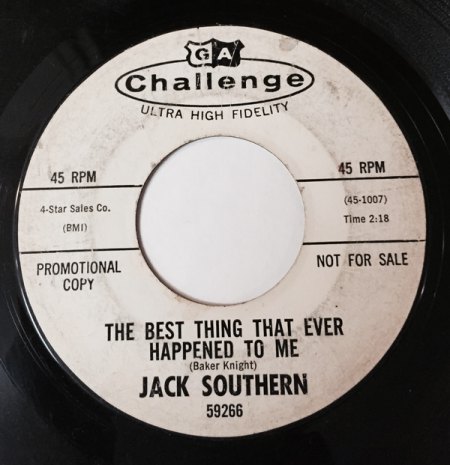 GA
Challenge
ULTRA HIGH FIDELITY
45 RPM
45 RPM
4-Star Sales Co.
(BMI)
(45-1007)
Time 2:18
PROMOTIONAL
COPY
NOT FOR SALE
THE BEST THING THAT EVER
HAPPENED TO ME
(Baker Knight)
JACK SOUTHERN
59266